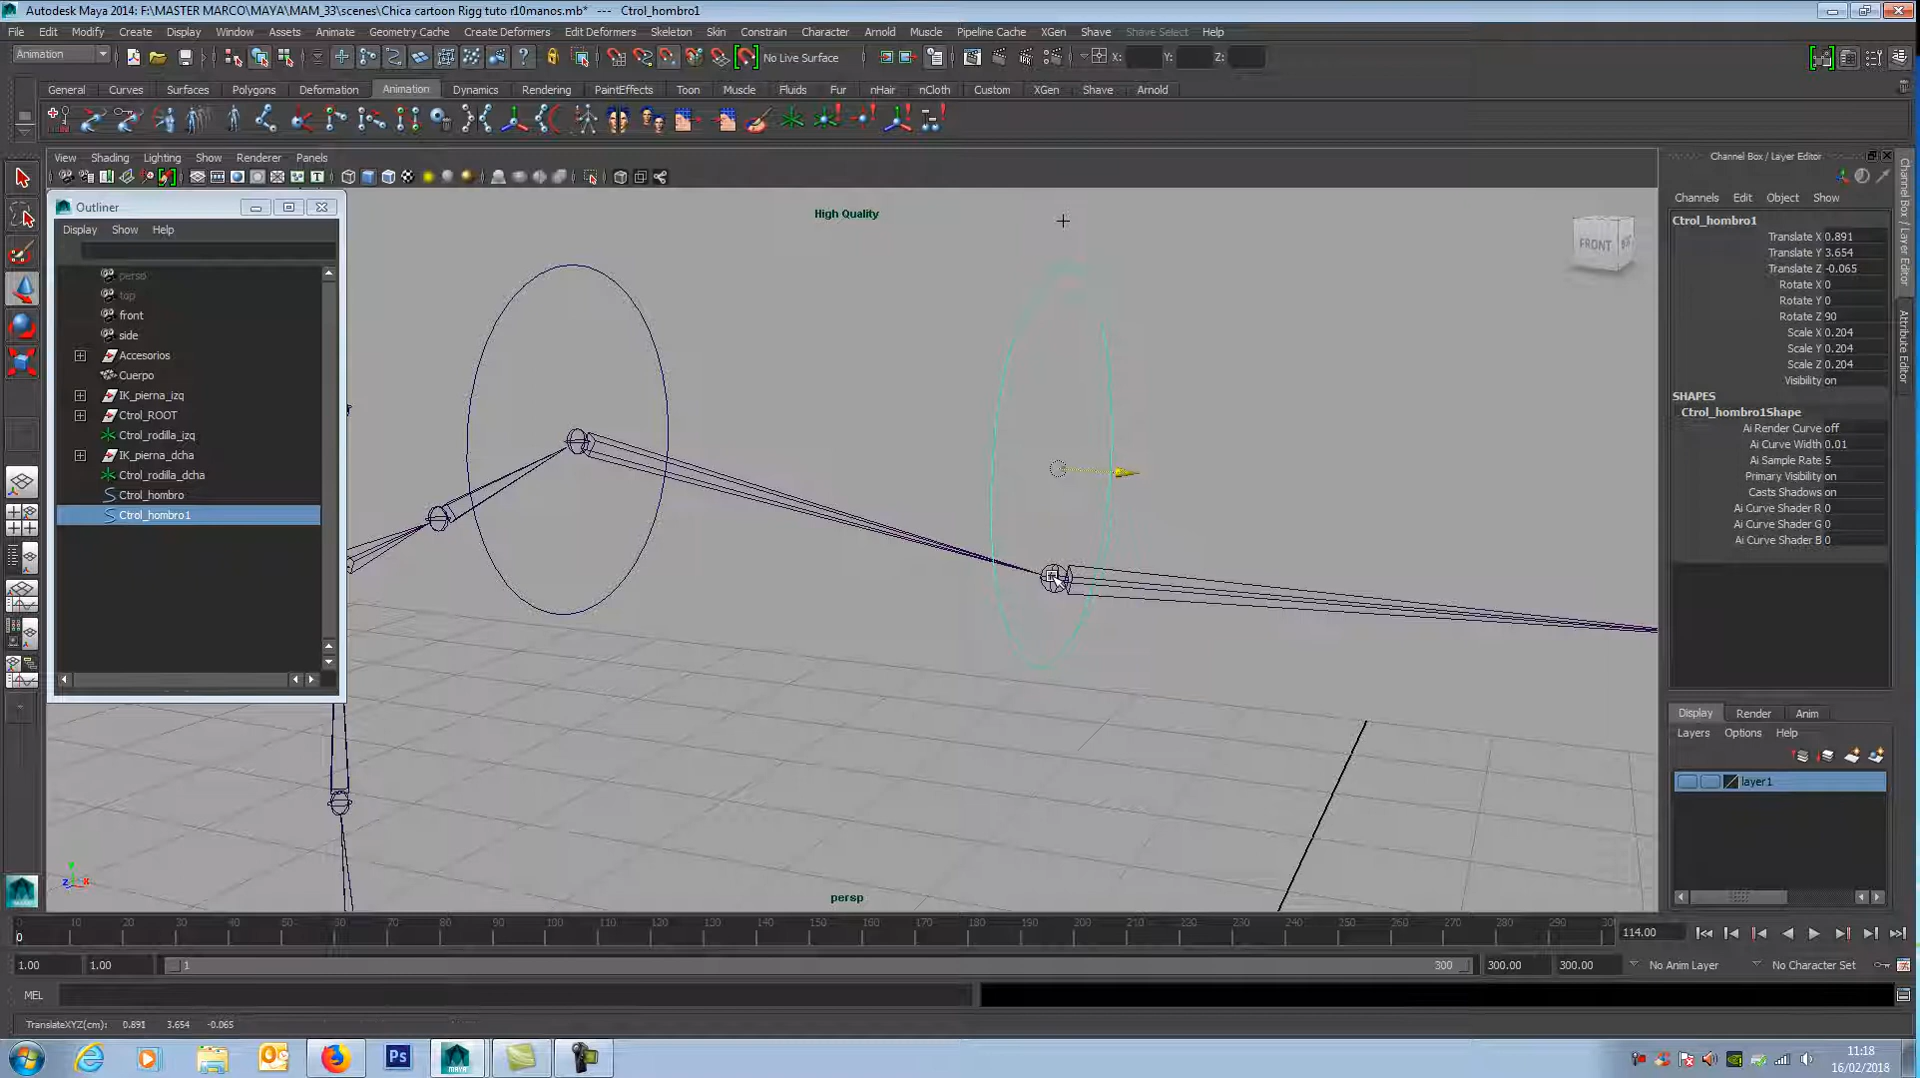 Autodesk Maya 2014: F:\MASTER MARCO\MAYA\MAM_33\scenes\Chica cartoon Rigg tuto r10manos.mb* --- Ctrol_hombro1
File Edit Modify Create Display Window Assets Animate Geometry Cache Create Deformers Edit Deformers Skeleton Skin Constrain Character Arnold Muscle Pipeline Cache XGen Shave Shave Select Help
Animation No Live Surface X: Y: Z:
General Curves Surfaces Polygons Deformation Animation Dynamics Rendering PaintEffects Toon Muscle Fluids Fur nHair nCloth Custom XGen Shave Arnold
View Shading Lighting Show Renderer Panels
Outliner
Display Show Help
persp
top
front
side
Accesorios
Cuerpo
IK_pierna_izq
Ctrol_ROOT
Ctrol_rodilla_izq
IK_pierna_dcha
Ctrol_rodilla_dcha
Ctrol_hombro
Ctrol_hombro1
High Quality
FRONT
persp
Channel Box / Layer Editor
Channels Edit Object Show
Ctrol_hombro1
Translate X 0.891
Translate Y 3.654
Translate Z -0.065
Rotate X 0
Rotate Y 0
Rotate Z 90
Scale X 0.204
Scale Y 0.204
Scale Z 0.204
Visibility on
SHAPES
Ctrol_hombro1Shape
Ai Render Curve off
Ai Curve Width 0.01
Ai Sample Rate 5
Primary Visibility on
Casts Shadows on
Ai Curve Shader R 0
Ai Curve Shader G 0
Ai Curve Shader B 0
Channel Box / Layer Editor
Attribute Editor
Display Render Anim
Layers Options Help
layer1
0 10 20 30 40 50 60 70 80 90 100 110 120 130 140 150 160 170 180 190 200 210 220 230 240 250 260 270 280 290 30
0
114.00
1.00 1.00 1 300 300.00 300.00 No Anim Layer No Character Set
MEL
TranslateXYZ(cm): 0.891 3.654 -0.065
Ps
MAYA
11:18
16/02/2018